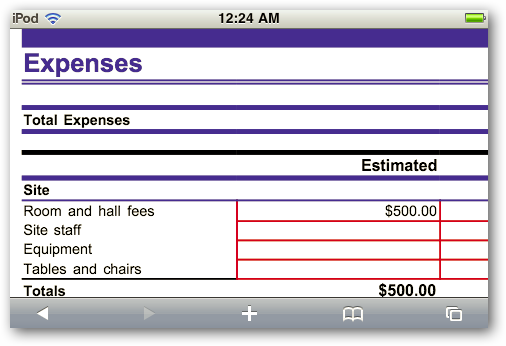 iPod 12:24 AM
Expenses
Total Expenses
Estimated
Site
Room and hall fees $500.00
Site staff
Equipment
Tables and chairs
Totals $500.00